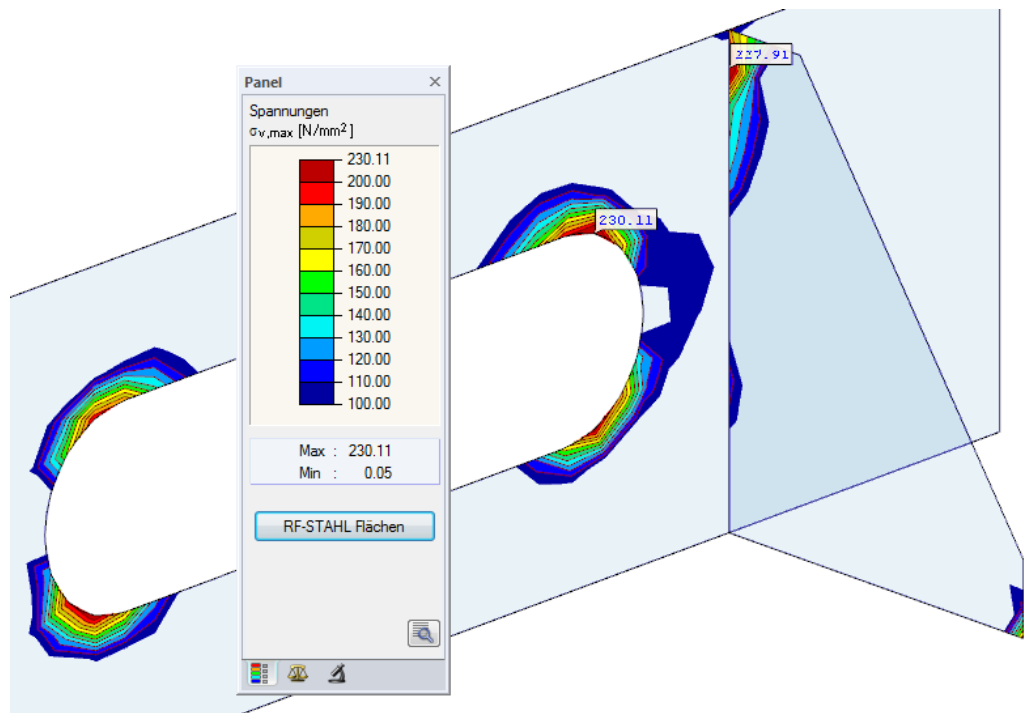 227.91
Panel
Spannungen
σv,max [N/mm²]
230.11
200.00
190.00
180.00
170.00
160.00
150.00
140.00
130.00
120.00
110.00
100.00
230.11
Max : 230.11
Min : 0.05
RF-STAHL Flächen